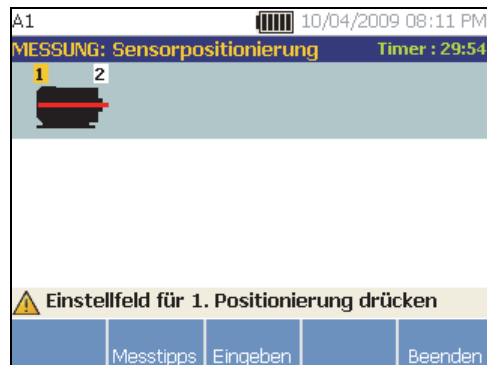 A1 10/04/2009 08:11 PM
MESSUNG: Sensorpositionierung Timer : 29:54
1 2
Einstellfeld für 1. Positionierung drücken
Messtipps Eingeben Beenden